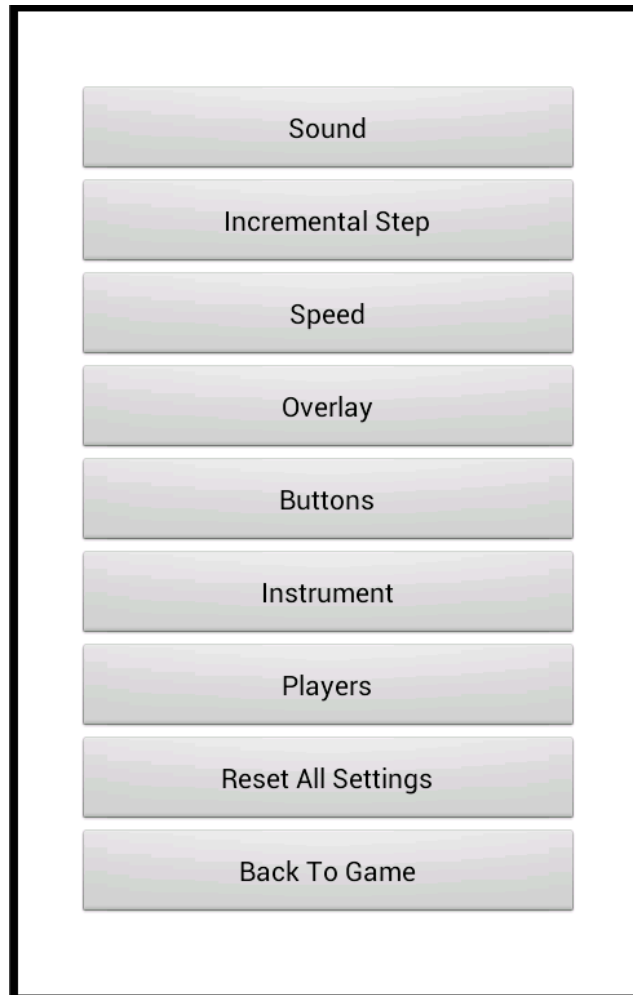 Sound
Incremental Step
Speed
Overlay
Buttons
Instrument
Players
Reset All Settings
Back To Game